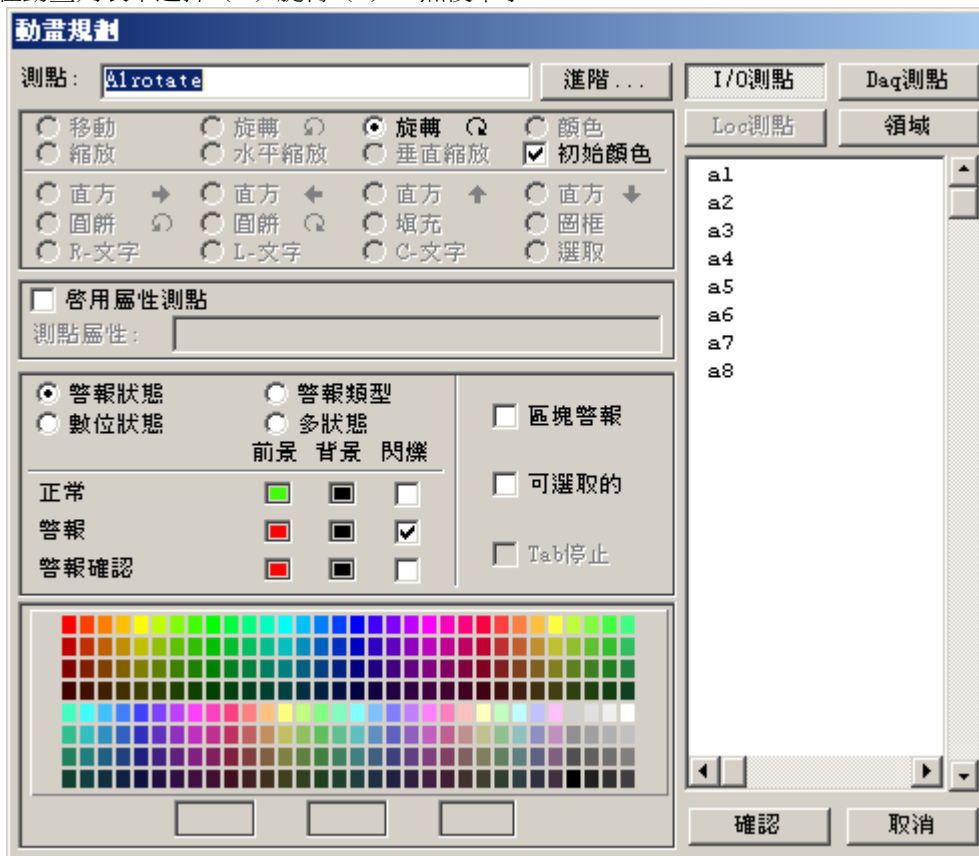 動畫規劃
測點: A1rotate 進階... I/O測點 Daq測點
移動 旋轉 旋轉 顏色 Loc測點 領域
縮放 水平縮放 垂直縮放 初始顏色
直方 直方 直方 直方
圓餅 圓餅 填充 圖框
R-文字 L-文字 C-文字 選取
a1
a2
a3
a4
a5
a6
a7
a8
啓用屬性測點
測點屬性:
警報狀態 警報類型 區塊警報
數位狀態 多狀態
前景 背景 閃爍
正常 可選取的
警報
警報確認 Tab停止
確認 取消